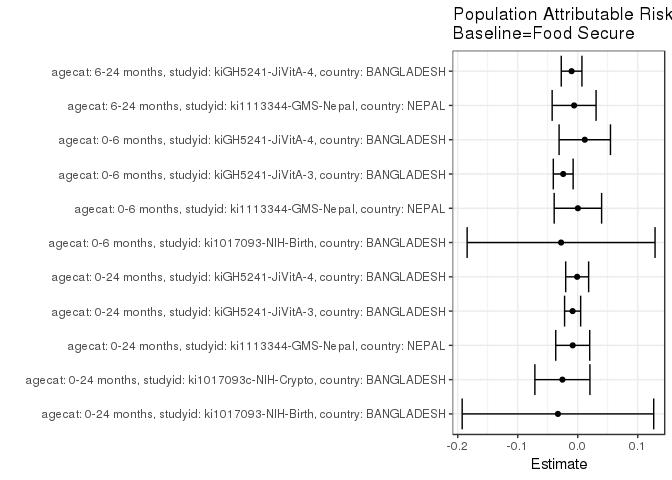 Population Attributable Risk
Baseline=Food Secure
agecat: 6-24 months, studyid: kiGH5241-JiVitA-4, country: BANGLADESH
agecat: 6-24 months, studyid: ki1113344-GMS-Nepal, country: NEPAL
agecat: 0-6 months, studyid: kiGH5241-JiVitA-4, country: BANGLADESH
agecat: 0-6 months, studyid: kiGH5241-JiVitA-3, country: BANGLADESH
agecat: 0-6 months, studyid: ki1113344-GMS-Nepal, country: NEPAL
agecat: 0-6 months, studyid: ki1017093-NIH-Birth, country: BANGLADESH
agecat: 0-24 months, studyid: kiGH5241-JiVitA-4, country: BANGLADESH
agecat: 0-24 months, studyid: kiGH5241-JiVitA-3, country: BANGLADESH
agecat: 0-24 months, studyid: ki1113344-GMS-Nepal, country: NEPAL
agecat: 0-24 months, studyid: ki1017093c-NIH-Crypto, country: BANGLADESH
agecat: 0-24 months, studyid: ki1017093-NIH-Birth, country: BANGLADESH
-0.2 -0.1 0.0 0.1
Estimate